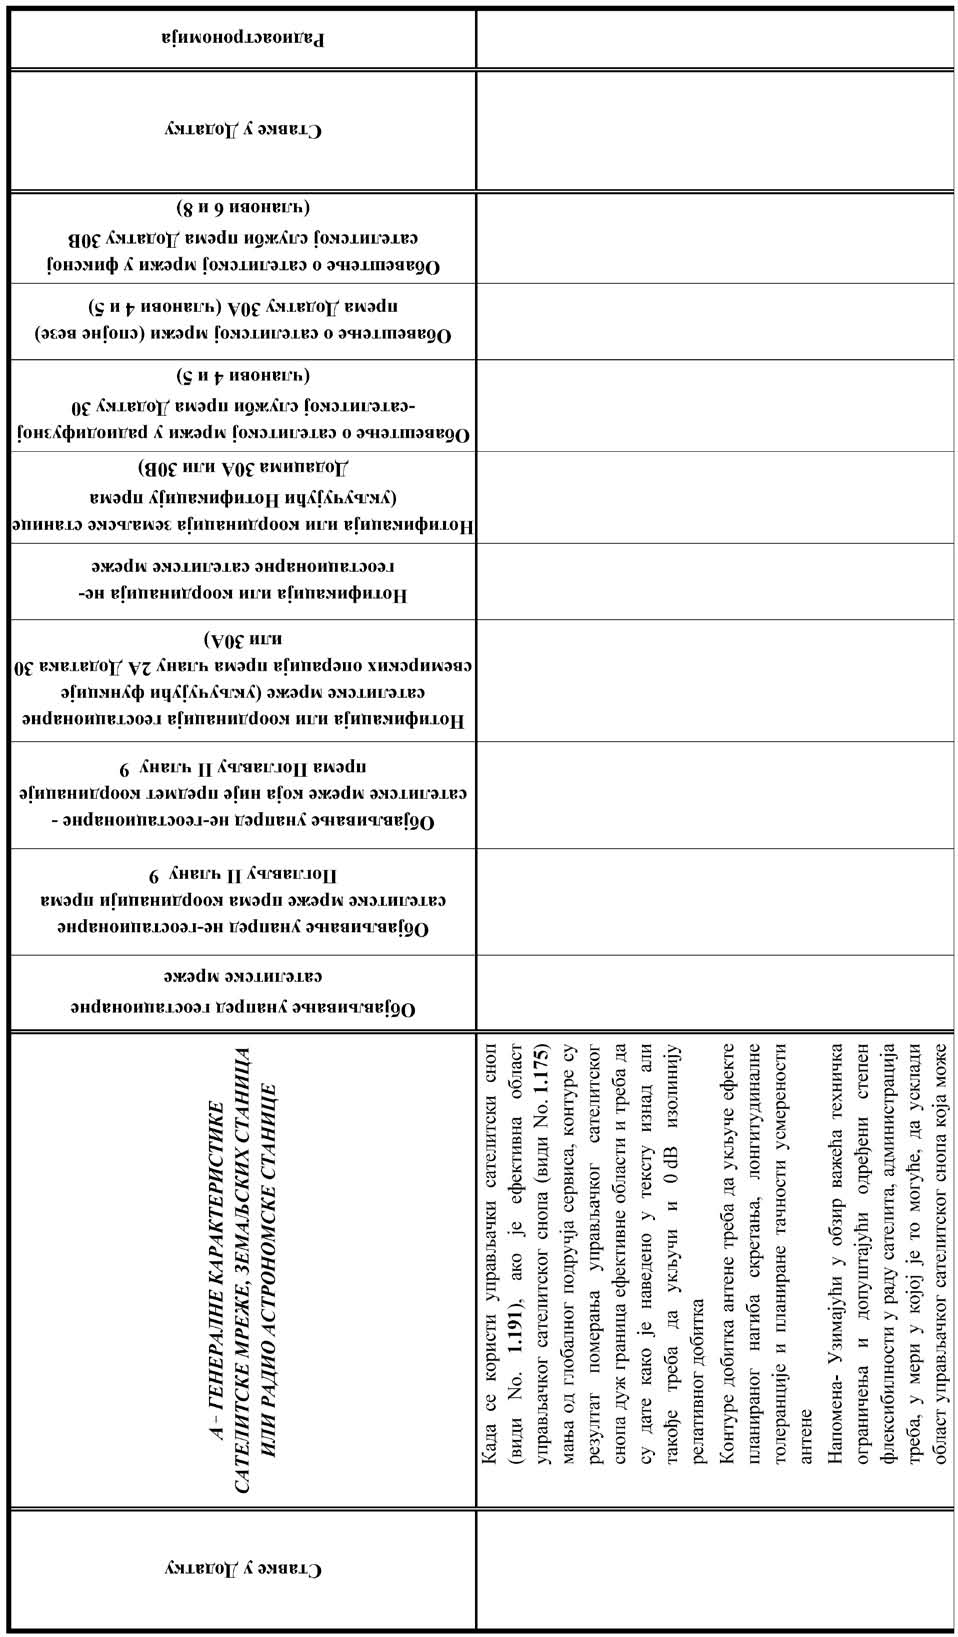 Ставке у Додатку
A – ГЕНЕРАЛНЕ КАРАКТЕРИСТИКЕ
САТЕЛИТСКЕ МРЕЖЕ, ЗЕМАЉСКИХ СТАНИЦА
ИЛИ РАДИО АСТРОНОМСКЕ СТАНИЦЕ
Објављивање унапред геостационарне
сателитске мреже
Објављивање унапред не-геостационарне
сателитске мреже према координацији према
Поглављу II члану 9
Објављивање унапред не-геостационарне -
сателитске мреже која није предмет координације
према Поглављу II члану 9
Нотификација или координација геостационарне
сателитске мреже (укључујући функције
свемирских операција према члану 2А Додатака 30
или 30А)
Нотификација или координација не-
геостационарне сателитске мреже
Нотификација или координација земаљске станице
(укључујући Нотификацију према
Додацима 30А или 30В)
Обавештење о сателитској мрежи у радиодифузној
-сателитској служби према Додатку 30
(чланови 4 и 5)
Обавештење о сателитској мрежи (спојне везе)
према Додатку 30А (чланови 4 и 5)
Обавештење о сателитској мрежи у фиксној
сателитској служби према Додатку 30В
(чланови 6 и 8)
Ставке у Додатку
Радиоастрономија
Када се користи управљачки сателитски сноп
(види No. 1.191), ако је ефективна област
управљачког сателитског снопа (види No. 1.175)
мања од глобалног подручја сервиса, контуре су
резултат померања управљачког сателитског
снопа дуж граница ефективне области и треба да
су дате како је наведено у тексту изнад али
такође треба да укључи и 0 dB изолинију
релативног добитка
Контуре добитка антене треба да укључе ефекте
планираног нагиба скретања, лонгитудиналне
толеранције и планиране тачности усмерености
антене
Напомена- Узимајући у обзир важећа техничка
ограничења и допуштајући одређени степен
флексибилности у раду сателита, администрација
треба, у мери у којој је то могуће, да усклади
област управљачког сателитског снопа која може